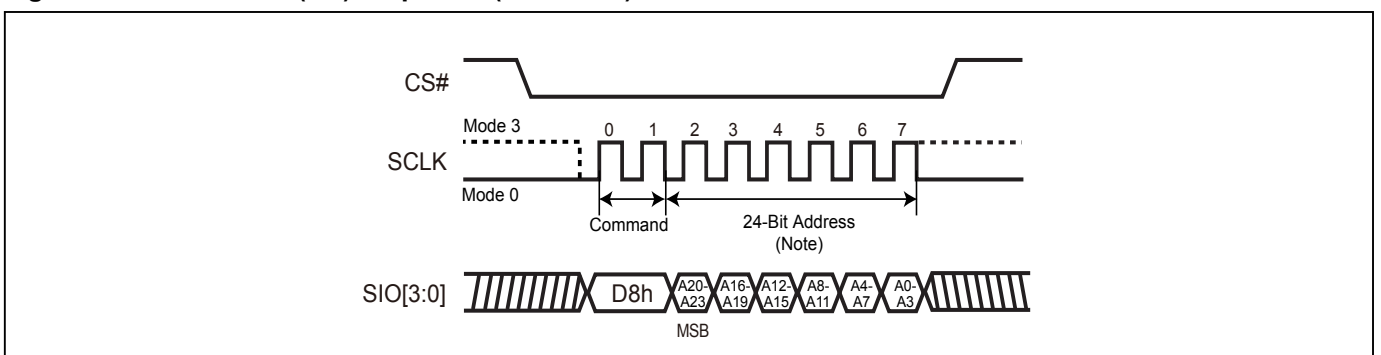 CS#
Mode 3
0 1 2 3 4 5 6 7
SCLK
Mode 0
Command
24-Bit Address
(Note)
SIO[3:0]
D8h
A20-
A23
A16-
A19
A12-
A15
A8-
A11
A4-
A7
A0-
A3
MSB